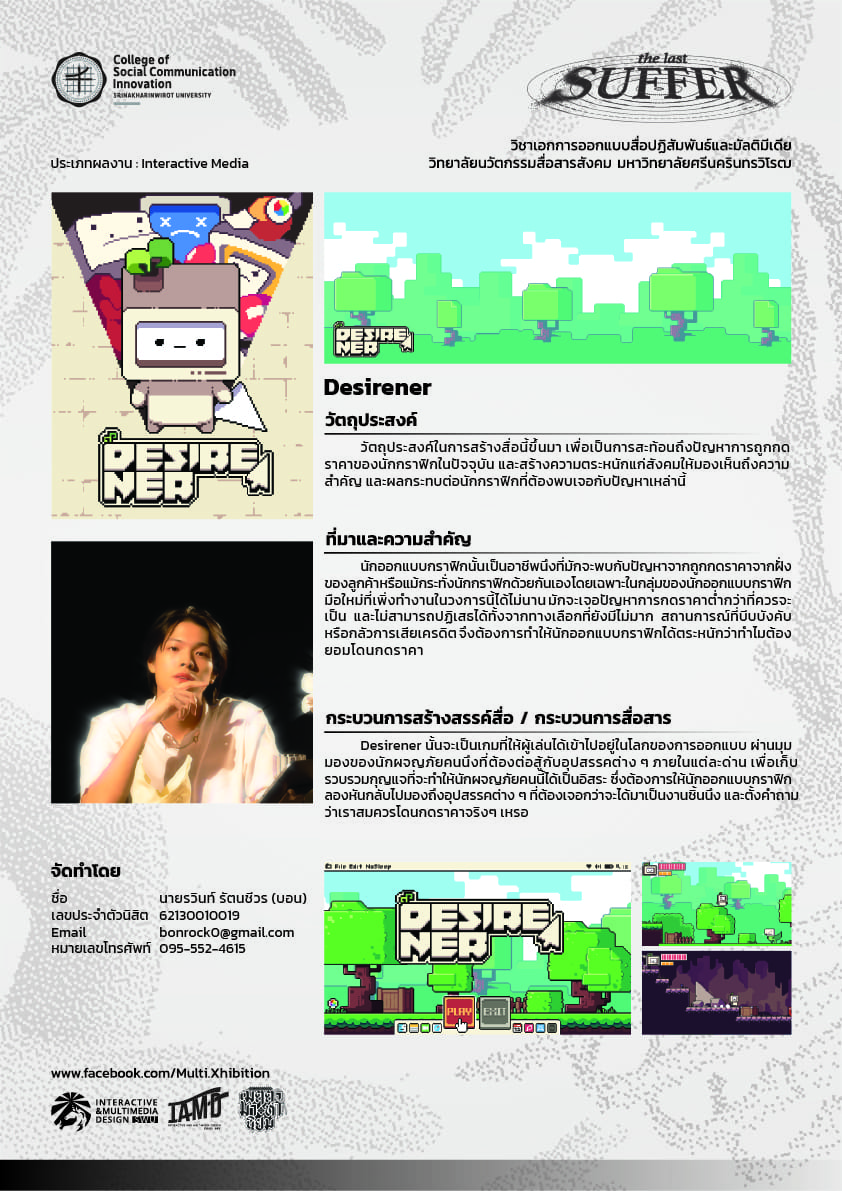 College of
Social Communication
Innovation
SRINAKHARINWIROT UNIVERSITY
the last
SUFFER
วิชาเอกการออกแบบสื่อปฏิสัมพันธ์และมัลติมีเดีย
ประเภทผลงาน : Interactive Media
วิทยาลัยนวัตกรรมสื่อสารสังคม มหาวิทยาลัยศรีนครินทรวิโรฒ
DESIRE
NER
DESIRE
NER
Desirener
วัตถุประสงค์
วัตถุประสงค์ในการสร้างสื่อนี้ขึ้นมา เพื่อเป็นการสะท้อนถึงปัญหาการถูกกด
ราคาของนักกราฟิกในปัจจุบัน และสร้างความตระหนักแก่สังคมให้มองเห็นถึงความ
สำคัญ และผลกระทบต่อนักกราฟิกที่ต้องพบเจอกับปัญหาเหล่านี้
ที่มาและความสำคัญ
นักออกแบบกราฟิกนั้นเป็นอาชีพนึงที่มักจะพบกับปัญหาจากถูกกดราคาจากฝั่ง
ของลูกค้าหรือแม้กระทั่งนักกราฟิกด้วยกันเองโดยเฉพาะในกลุ่มของนักออกแบบกราฟิก
มือใหม่ที่เพิ่งทำงานในวงการนี้ได้ไม่นาน มักจะเจอปัญหาการกดราคาต่ำกว่าที่ควรจะ
เป็น และไม่สามารถปฏิเสธได้ทั้งจากทางเลือกที่ยังมีไม่มาก สถานการณ์ที่บีบบังคับ
หรือกลัวการเสียเครดิต จึงต้องการทำให้นักออกแบบกราฟิกได้ตระหนักว่าทำไมต้อง
ยอมโดนกดราคา
กระบวนการสร้างสรรค์สื่อ / กระบวนการสื่อสาร
Desirener นั้นจะเป็นเกมที่ให้ผู้เล่นได้เข้าไปอยู่ในโลกของการออกแบบ ผ่านมุม
มองของนักผจญภัยคนนึงที่ต้องต่อสู้กับอุปสรรคต่าง ๆ ภายในแต่ละด่าน เพื่อเก็บ
รวบรวมกุญแจที่จะทำให้นักผจญภัยคนนี้ได้เป็นอิสระ ซึ่งต้องการให้นักออกแบบกราฟิก
ลองหันกลับไปมองถึงอุปสรรคต่าง ๆ ที่ต้องเจอกว่าจะได้มาเป็นงานชิ้นนึง และตั้งคำถาม
ว่าเราสมควรโดนกดราคาจริงๆ เหรอ
จัดทำโดย
ชื่อ นายรวินท์ รัตนชีวร (บอน)
เลขประจำตัวนิสิต 62130010019
Email bonrock0@gmail.com
หมายเลขโทรศัพท์ 095-552-4615
File Edit NoSleep
DESIRE
NER
PLAY
EXIT
www.facebook.com/Multi.Xhibition
INTERACTIVE
&MULTIMEDIA
DESIGN SWU
IAMD